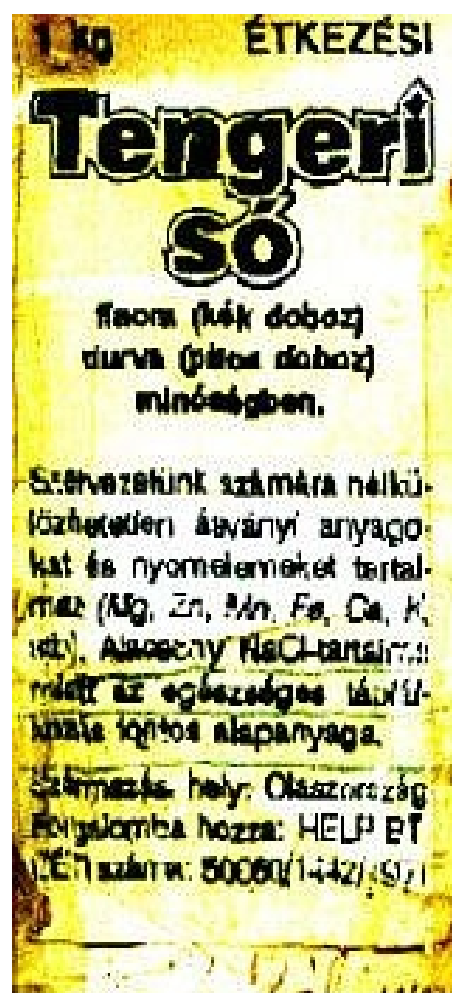 1 kg ÉTKEZÉSI
Tengeri
só
finom (kék doboz)
durva (piros doboz)
minőségben.
Szervezetünk számára nélkü-
lözhetetlen ásványi anyago-
kat és nyomelemeket tartal-
maz (Mg, Zn, Mn, Fe, Ca, K,
stb). Alacsony NaCl-tartalma
miatt az egészséges táplál-
kozás fontos alapanyaga.
Származás hely: Olaszország
Forgalomba hozza: HELP BT
száma: